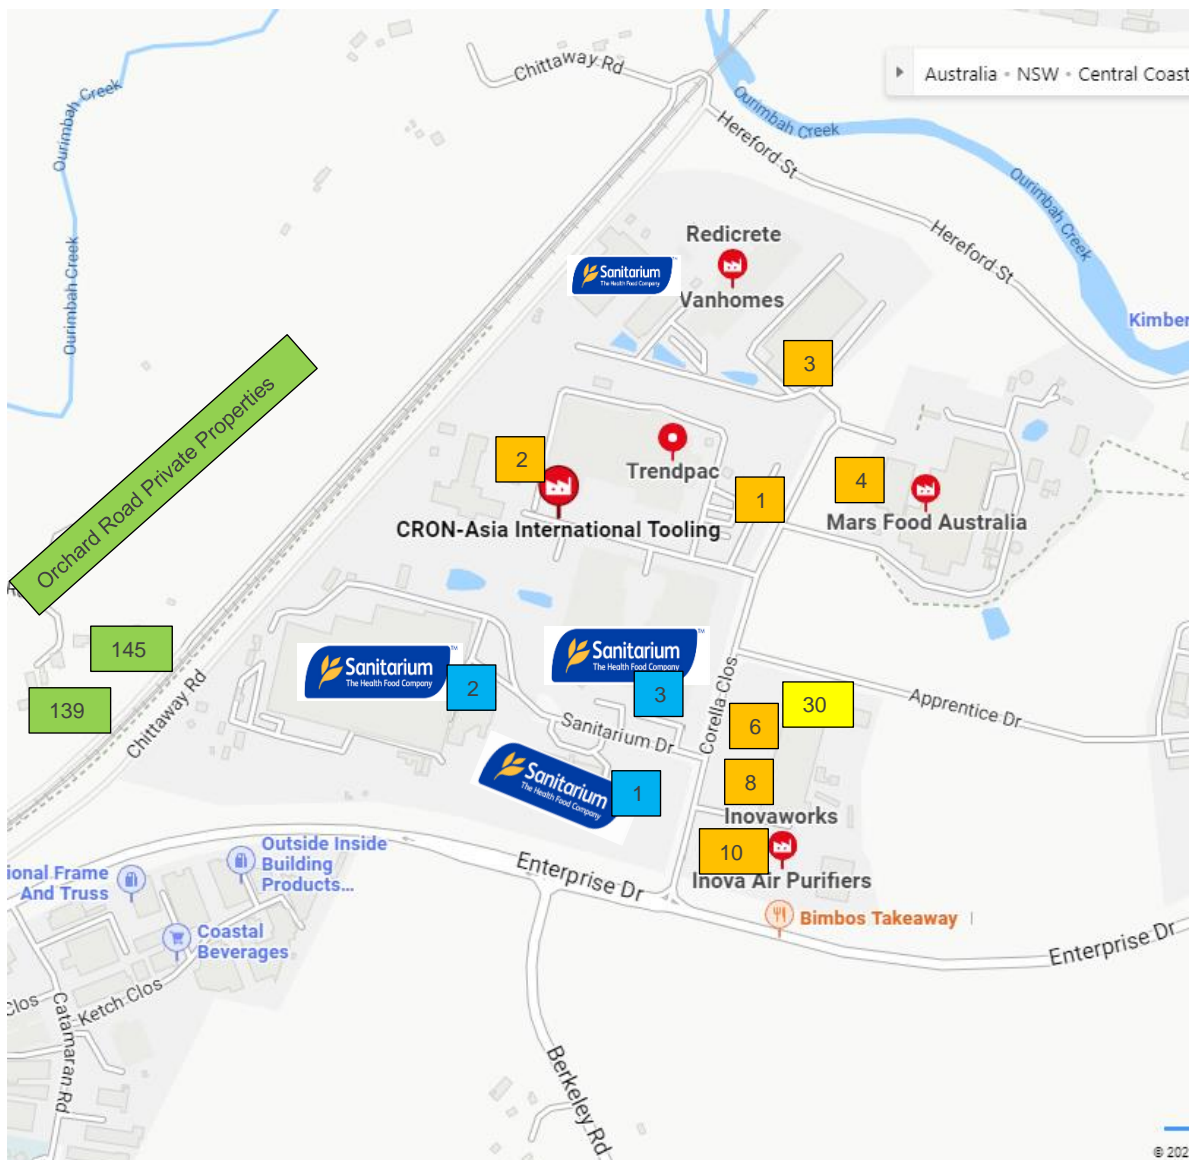 Chittaway Rd
Australia • NSW • Central Coast
Ourimbah Creek
Ourimbah Creek
Hereford St
Ourimbah Creek
Hereford St
Redicrete
Sanitarium
The Health Food Company
TM
Vanhomes
Ourimbah Creek
Kimber
3
Orchard Road Private Properties
2
Trendpac
1
4
Mars Food Australia
CRON-Asia International Tooling
145
139
Chittaway Rd
Sanitarium
TM
The Health Food Company
2
Sanitarium
TM
The Health Food Company
3
Sanitarium Dr
Corella Clos
6
30
Apprentice Dr
Sanitarium
The Health Food Company
1
8
Inovaworks
10
Inova Air Purifiers
Enterprise Dr
Bimbos Takeaway
Enterprise Dr
ional Frame
And Truss
Outside Inside
Building
Products...
Coastal
Beverages
Ketch Clos
Clos
Catamaran Rd
Berkeley Rd
© 202